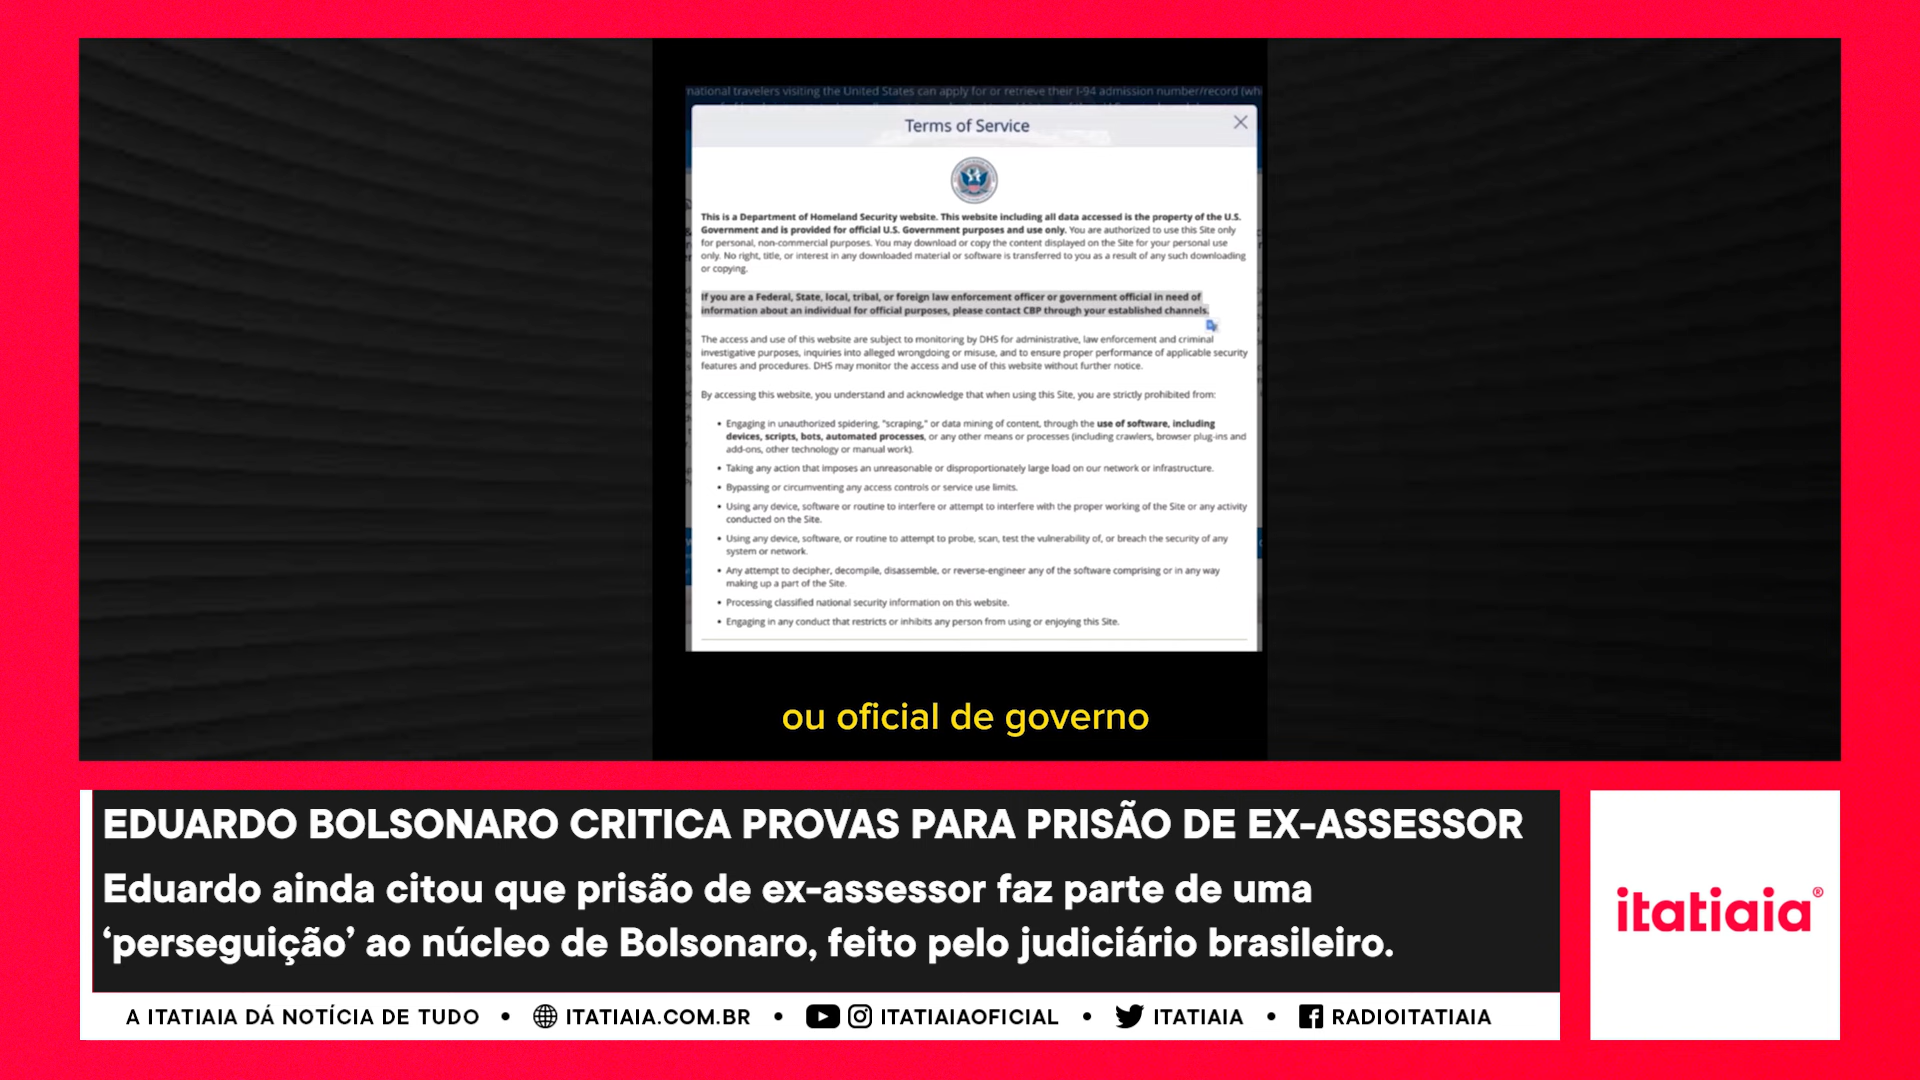 national travelers visiting the United States can apply for or retrieve their I-94 admission number/record (whi
Terms of Service
This is a Department of Homeland Security website. This website including all data accessed is the property of the U.S.
Government and is provided for official U.S. Government purposes and use only. You are authorized to use this Site only
for personal, non-commercial purposes. You may download or copy the content displayed on the Site for your personal use
only. No right, title, or interest in any downloaded material or software is transferred to you as a result of any such downloading
or copying.
If you are a Federal, State, local, tribal, or foreign law enforcement officer or government official in need of
information about an individual for official purposes, please contact CBP through your established channels.
The access and use of this website are subject to monitoring by DHS for administrative, law enforcement and criminal
investigative purposes, inquiries into alleged wrongdoing or misuse, and to ensure proper performance of applicable security
features and procedures. DHS may monitor the access and use of this website without further notice.
By accessing this website, you understand and acknowledge that when using this Site, you are strictly prohibited from:
• Engaging in unauthorized spidering, "scraping," or data mining of content, through the use of software, including
devices, scripts, bots, automated processes, or any other means or processes (including crawlers, browser plug-ins and
add-ons, other technology or manual work).
• Taking any action that imposes an unreasonable or disproportionately large load on our network or infrastructure.
• Bypassing or circumventing any access controls or service use limits.
• Using any device, software or routine to interfere or attempt to interfere with the proper working of the Site or any activity
conducted on the Site.
• Using any device, software, or routine to attempt to probe, scan, test the vulnerability of, or breach the security of any
system or network.
• Any attempt to decipher, decompile, disassemble, or reverse-engineer any of the software comprising or in any way
making up a part of the Site.
• Processing classified national security information on this website.
• Engaging in any conduct that restricts or inhibits any person from using or enjoying this Site.
ou oficial de governo
EDUARDO BOLSONARO CRITICA PROVAS PARA PRISÃO DE EX-ASSESSOR
Eduardo ainda citou que prisão de ex-assessor faz parte de uma
‘perseguição’ ao núcleo de Bolsonaro, feito pelo judiciário brasileiro.
itatiaia®
A ITATIAIA DÁ NOTÍCIA DE TUDO • ITATIAIA.COM.BR • ITATIAIAOFICIAL • ITATIAIA • RADIOITATIAIA